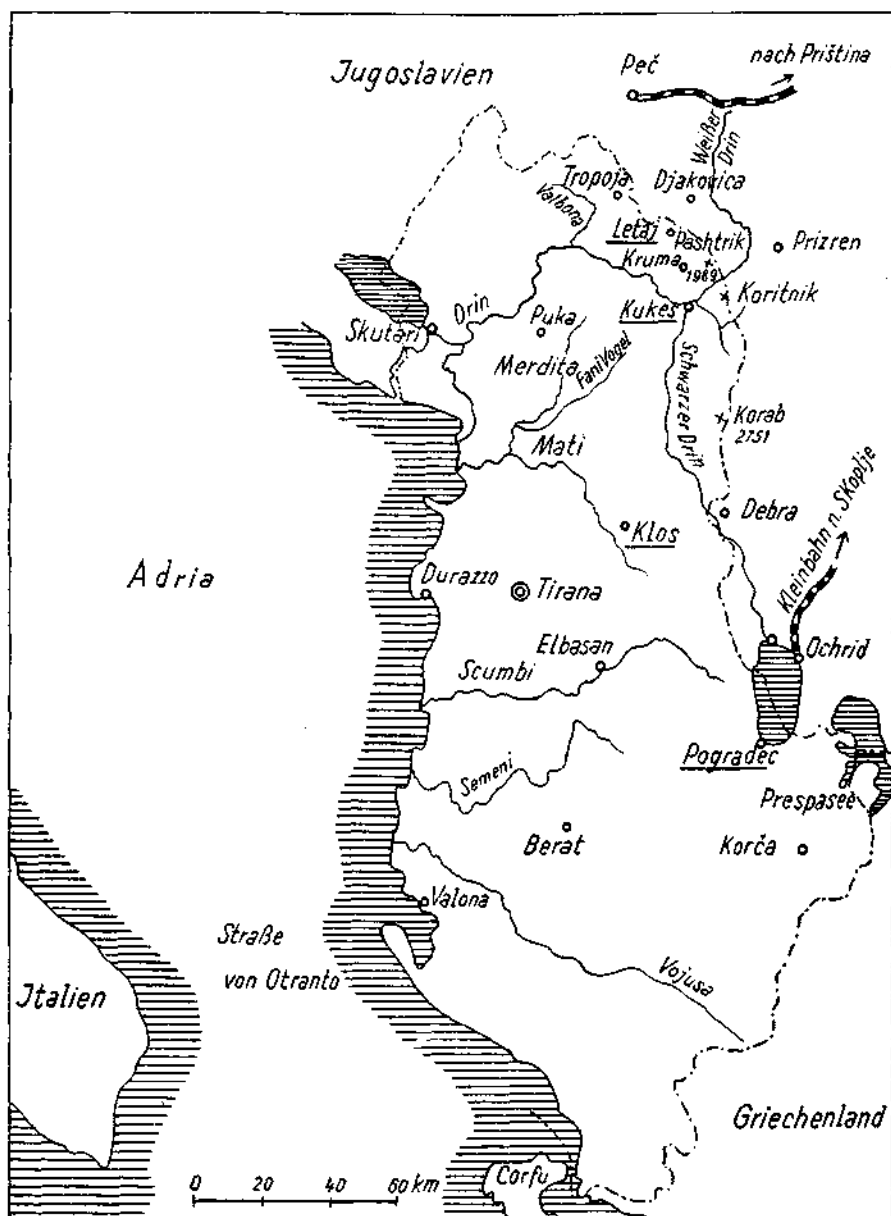 Jugoslavien
Peč
nach Priština
Weißer
Drin
Tropoja
Djakovica
Valbona
Letaj
Pashtrik
Prizren
Kruma
1989
Koritnik
Drin
Kukës
Skutari
Puka
Merdita
Fani Vogel
Schwarzer Drin
Korab
2751
Mati
Debra
Klos
Kleinbahn n. Skoplje
Adria
Durazzo
Tirana
Elbasan
Ochrid
Scumbi
Pogradec
Semeni
Prespasee
Berat
Korča
Valona
Straße
von Otranto
Vojusa
Jtalien
Griechenland
Corfu
0 20 40 60 km